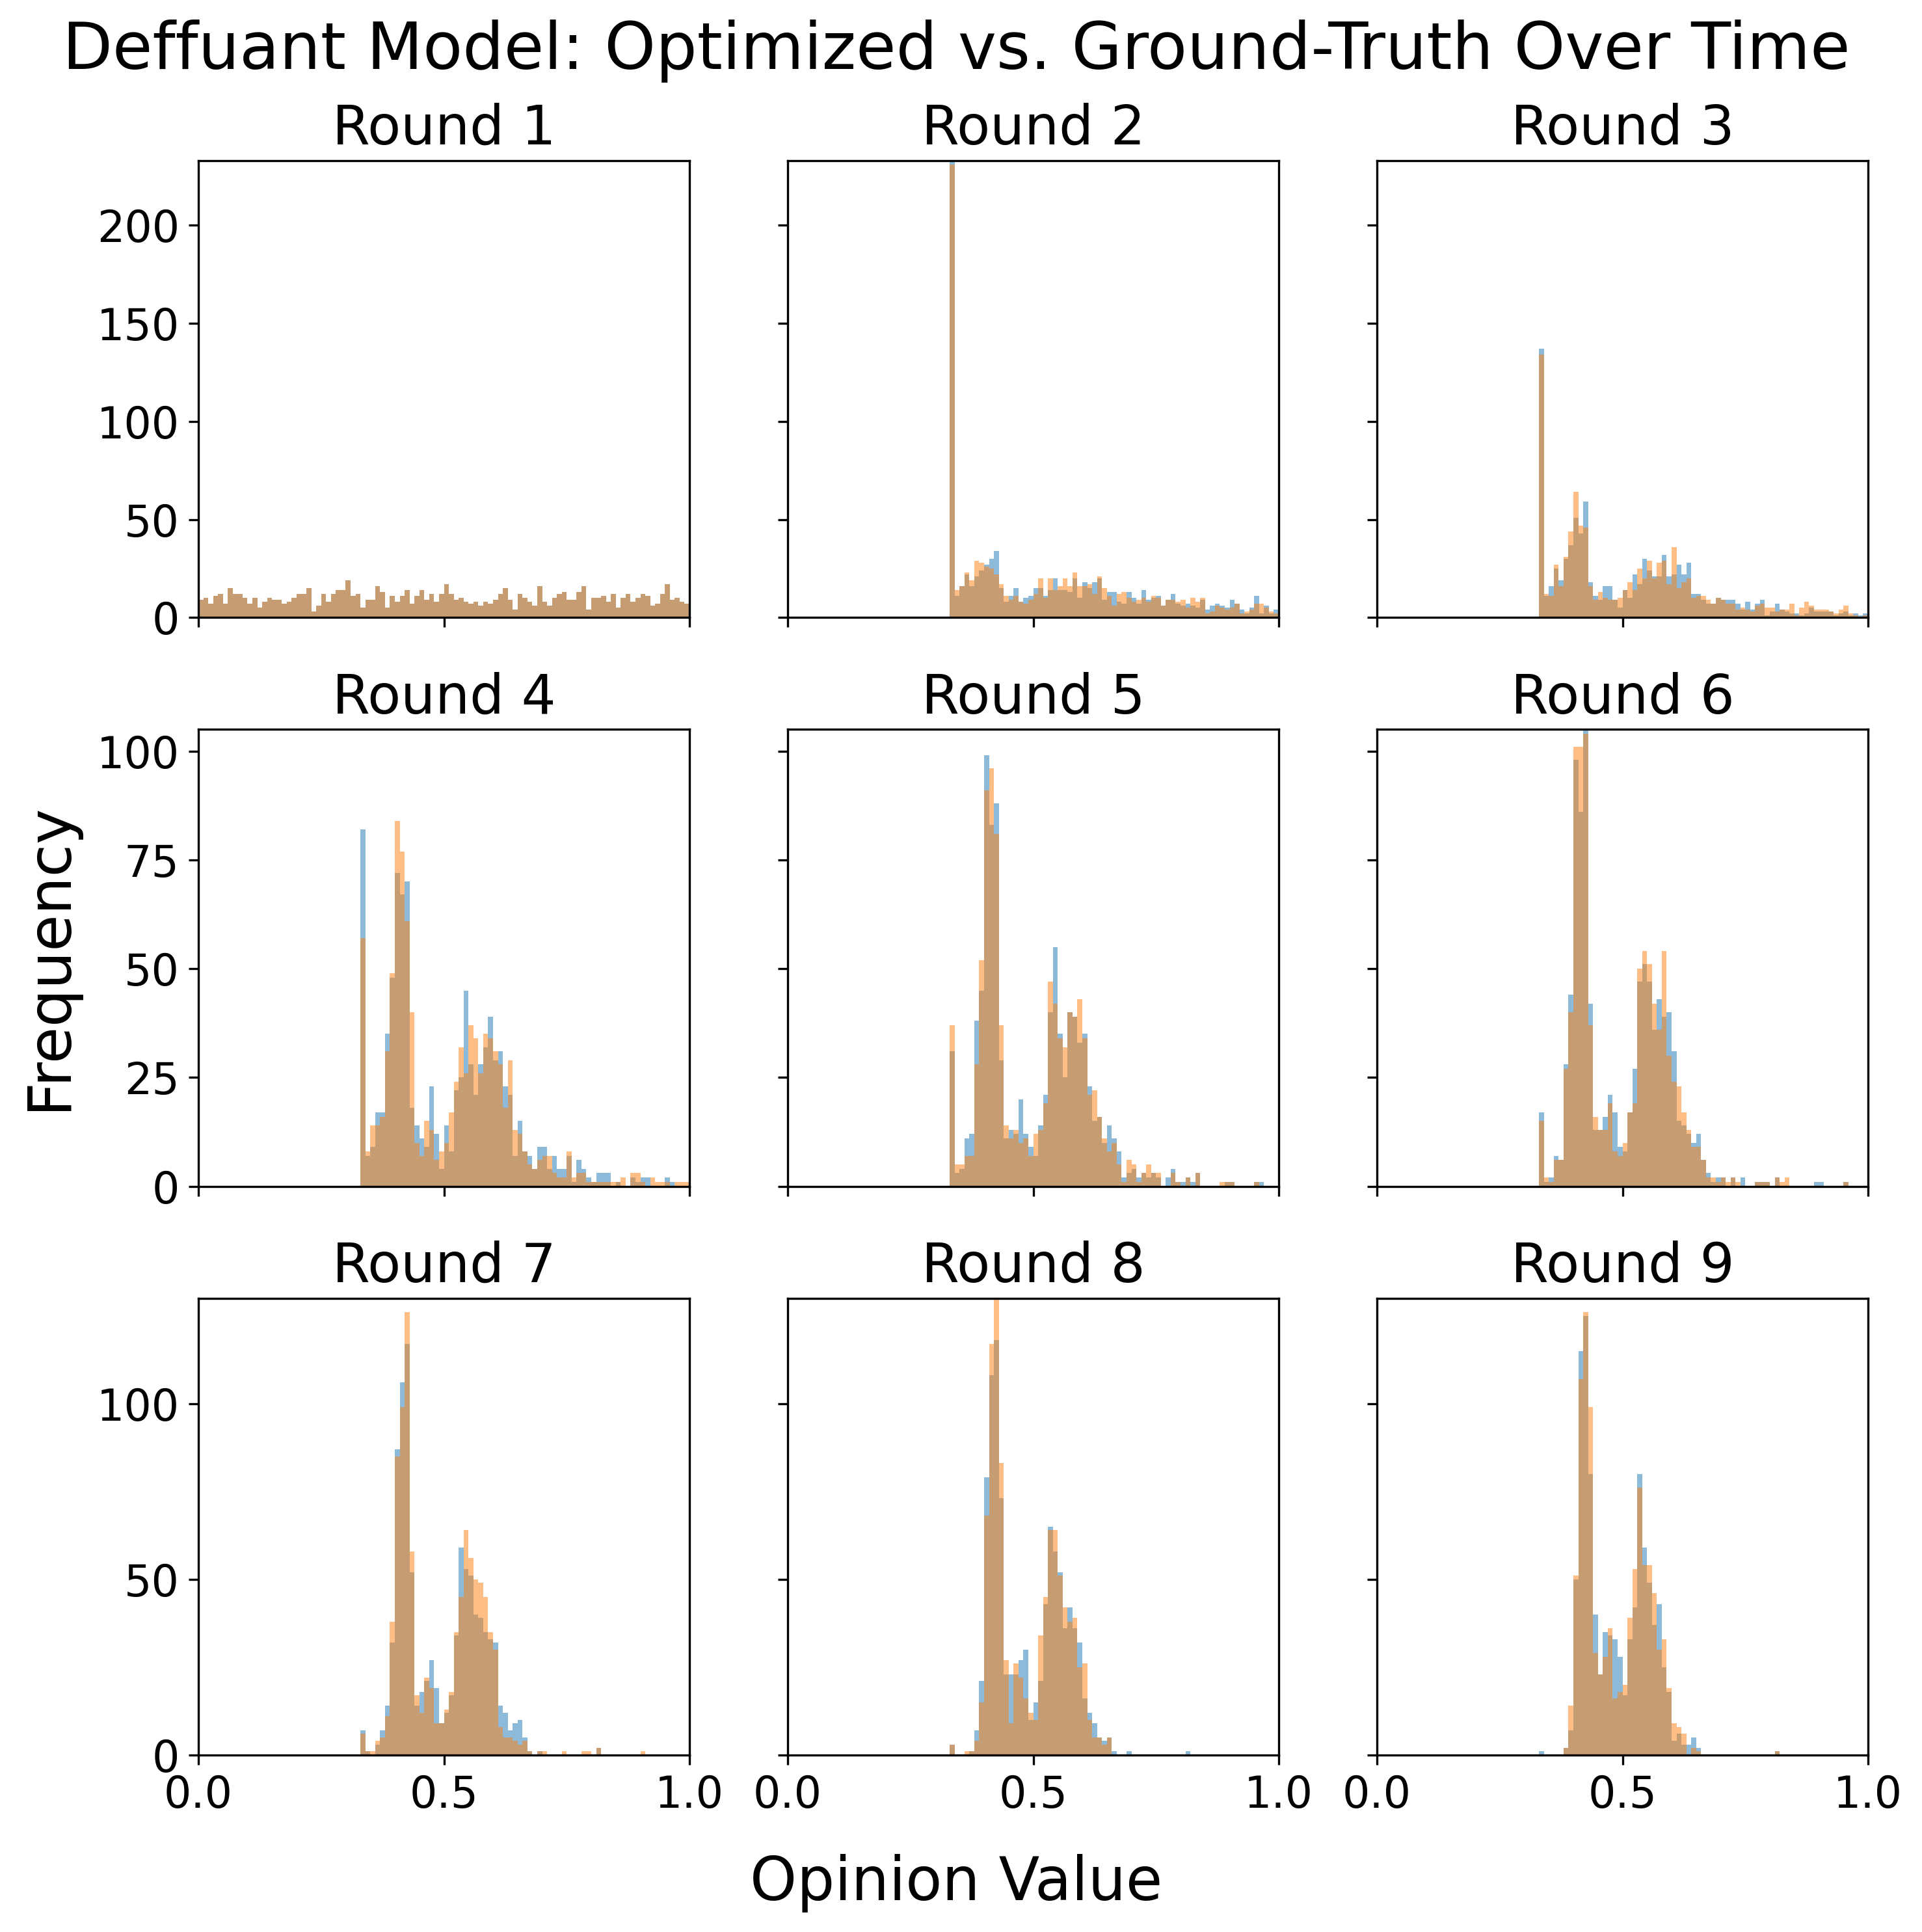 Deffuant Model: Optimized vs. Ground-Truth Over Time
Round 1
Round 2
Round 3
200
150
100
50
0
Round 4
Round 5
Round 6
100
75
50
25
0
Frequency
Round 7
Round 8
Round 9
100
50
0
0.0 0.5 1.0
0.0 0.5 1.0
0.0 0.5 1.0
Opinion Value